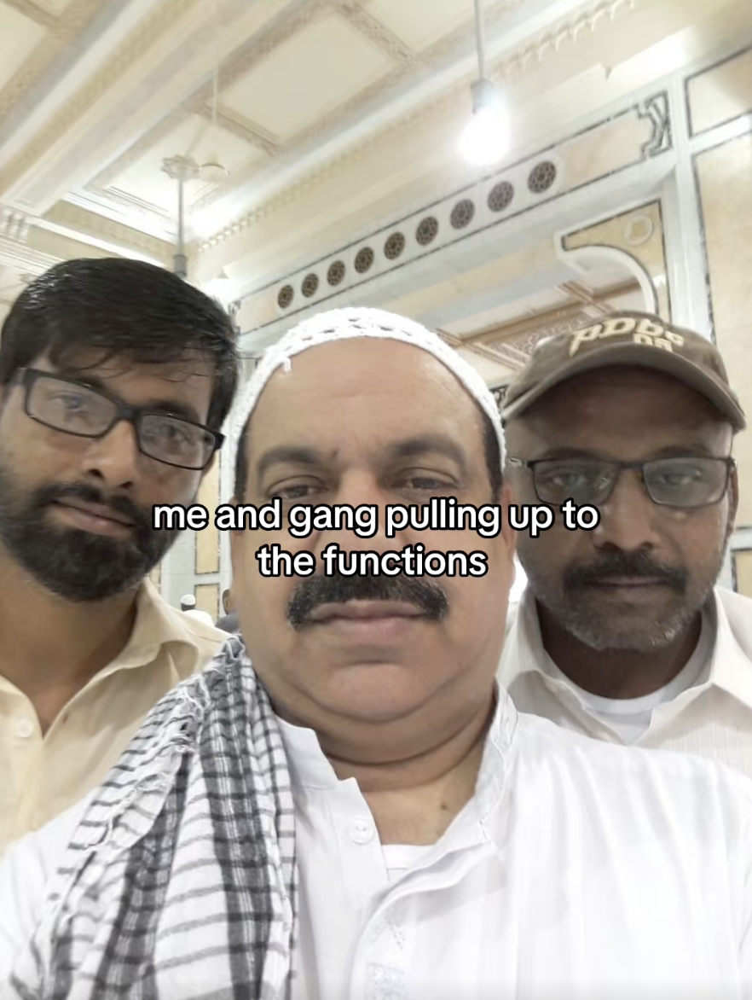 me and gang pulling up to
the functions